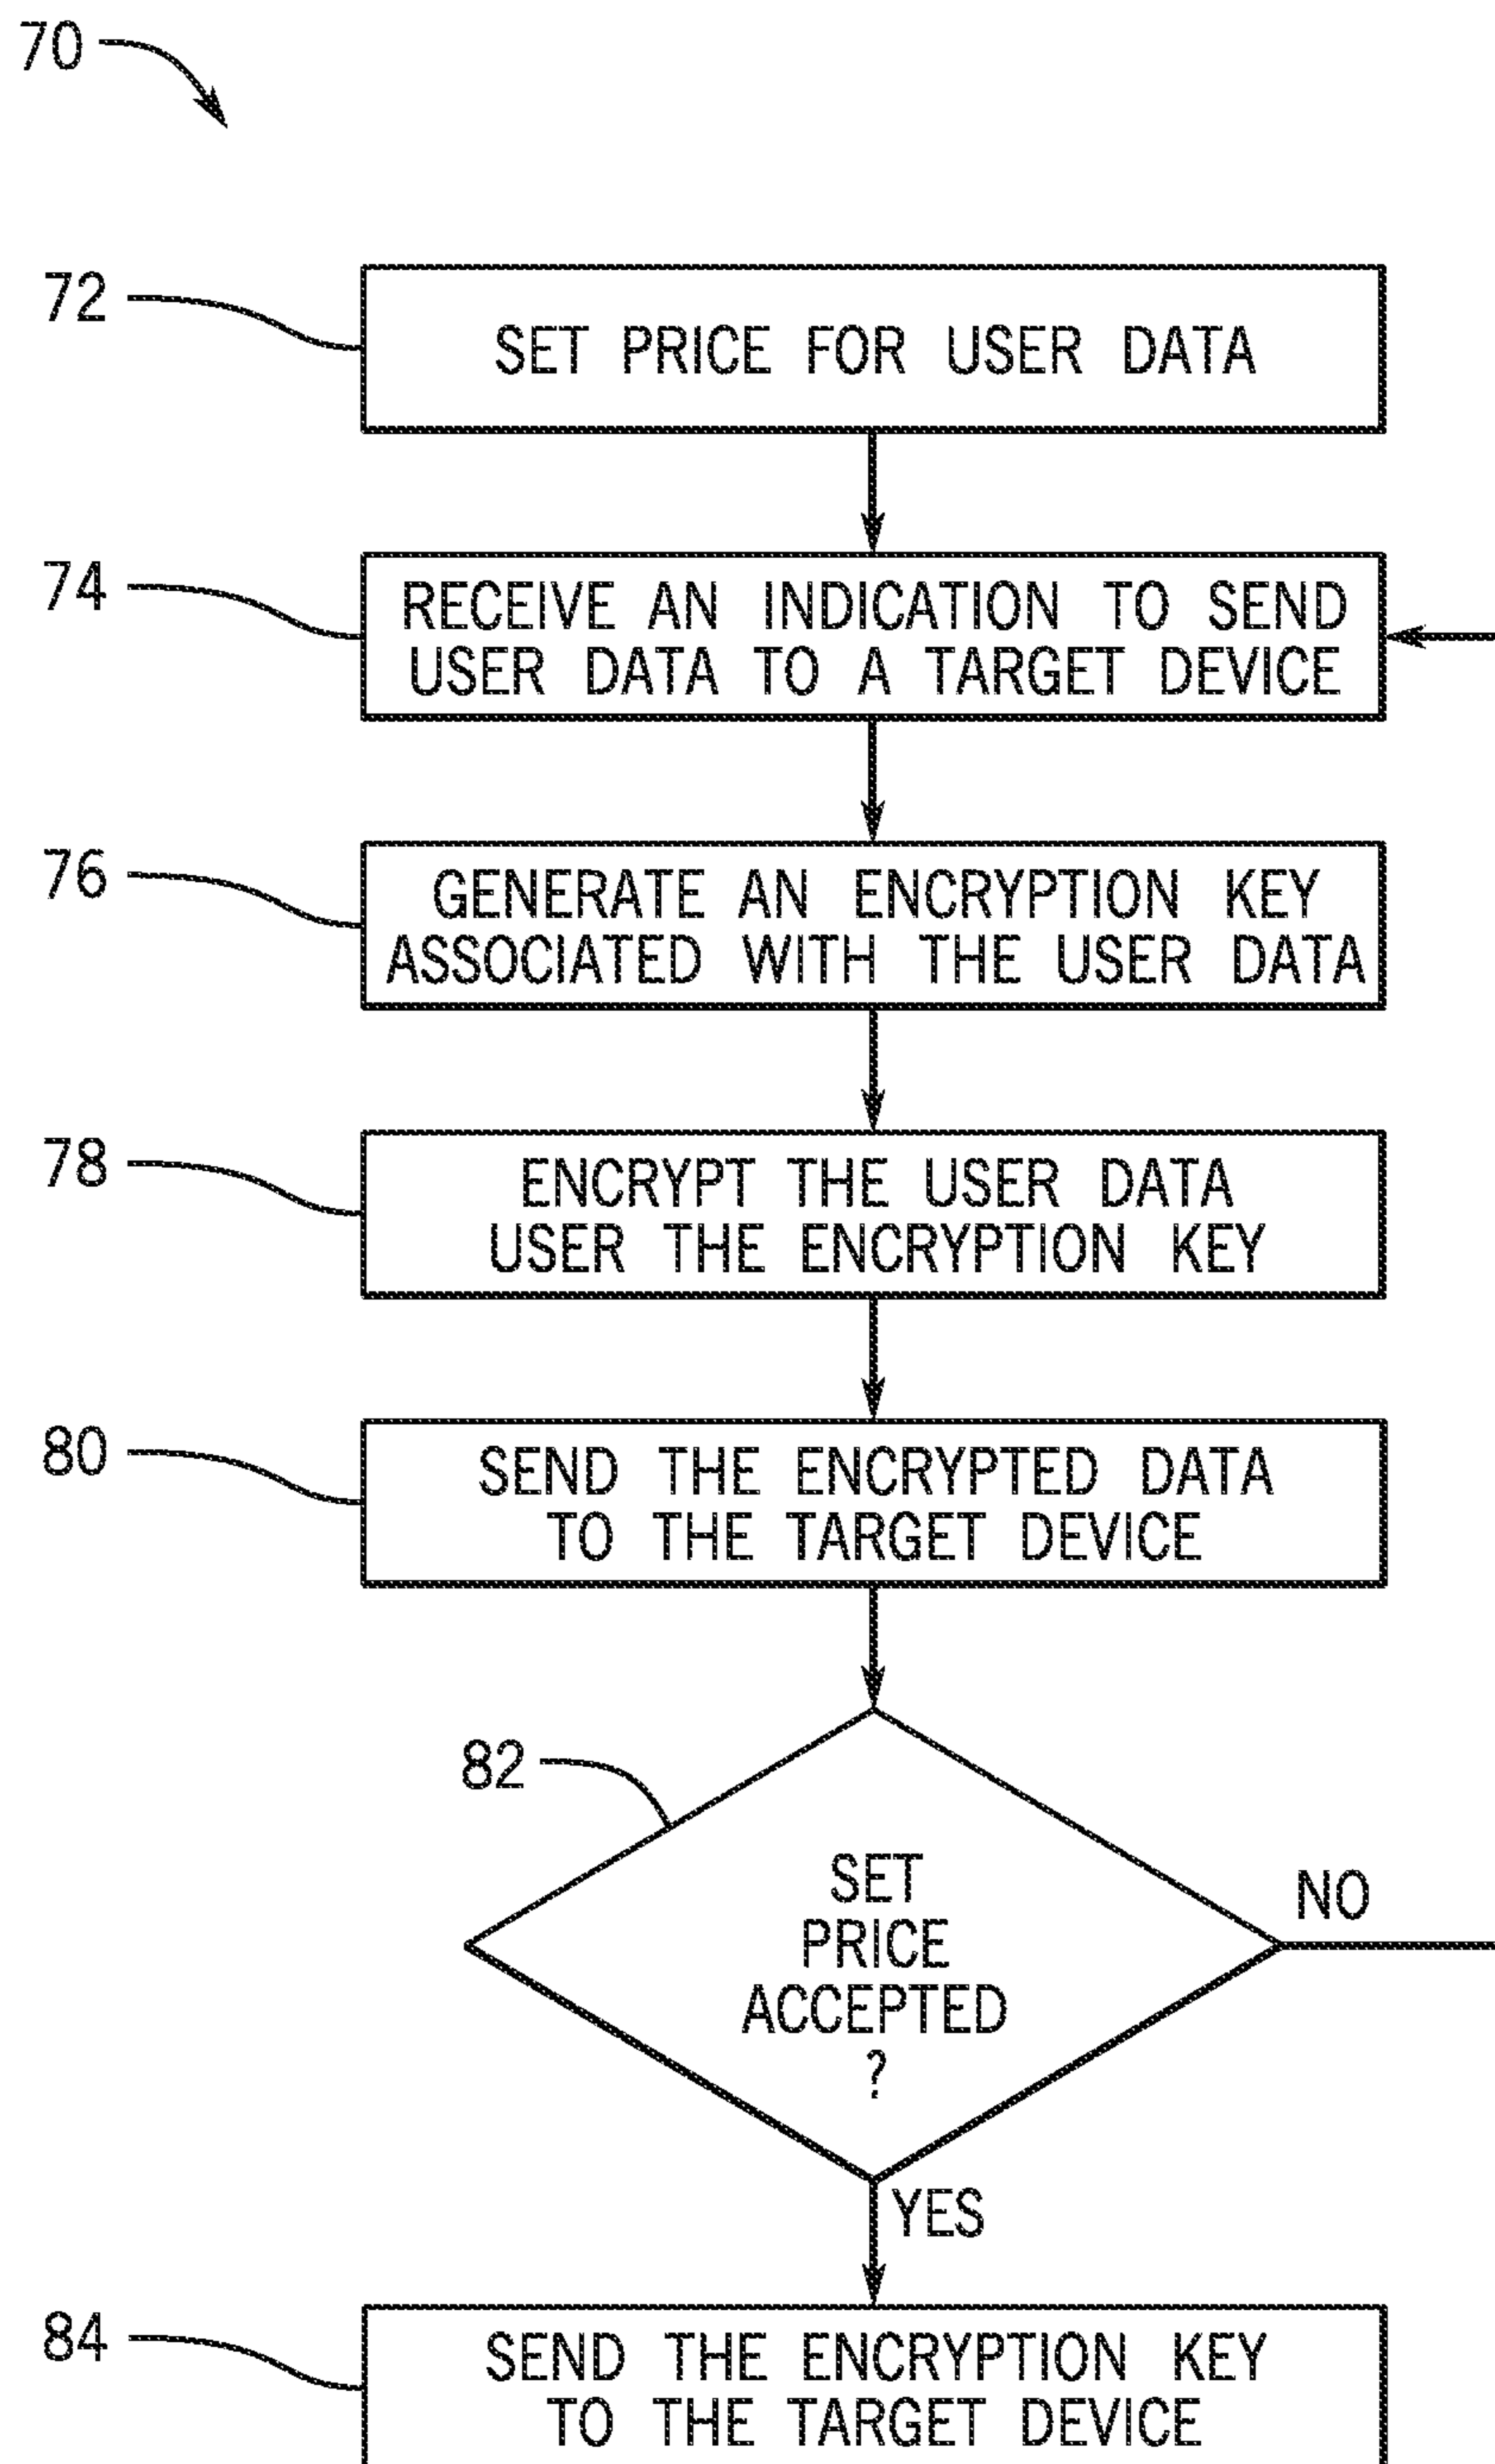 70
72
SET PRICE FOR USER DATA
74
RECEIVE AN INDICATION TO SEND
USER DATA TO A TARGET DEVICE
76
GENERATE AN ENCRYPTION KEY
ASSOCIATED WITH THE USER DATA
78
ENCRYPT THE USER DATA
USER THE ENCRYPTION KEY
80
SEND THE ENCRYPTED DATA
TO THE TARGET DEVICE
82
SET
PRICE
ACCEPTED
?
NO
YES
84
SEND THE ENCRYPTION KEY
TO THE TARGET DEVICE